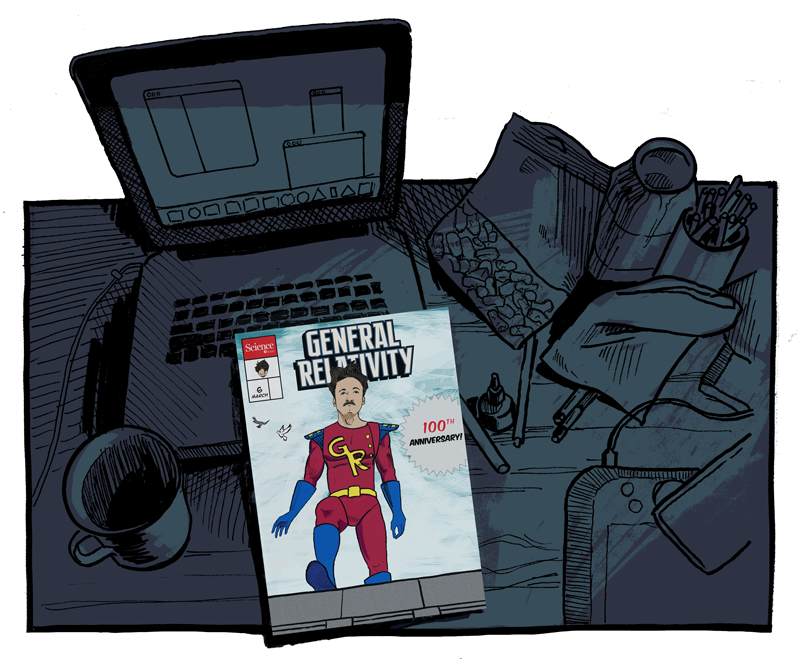 Science
GENERAL
RELATIVITY
6
MARCH
100TH
ANNIVERSARY!
GR